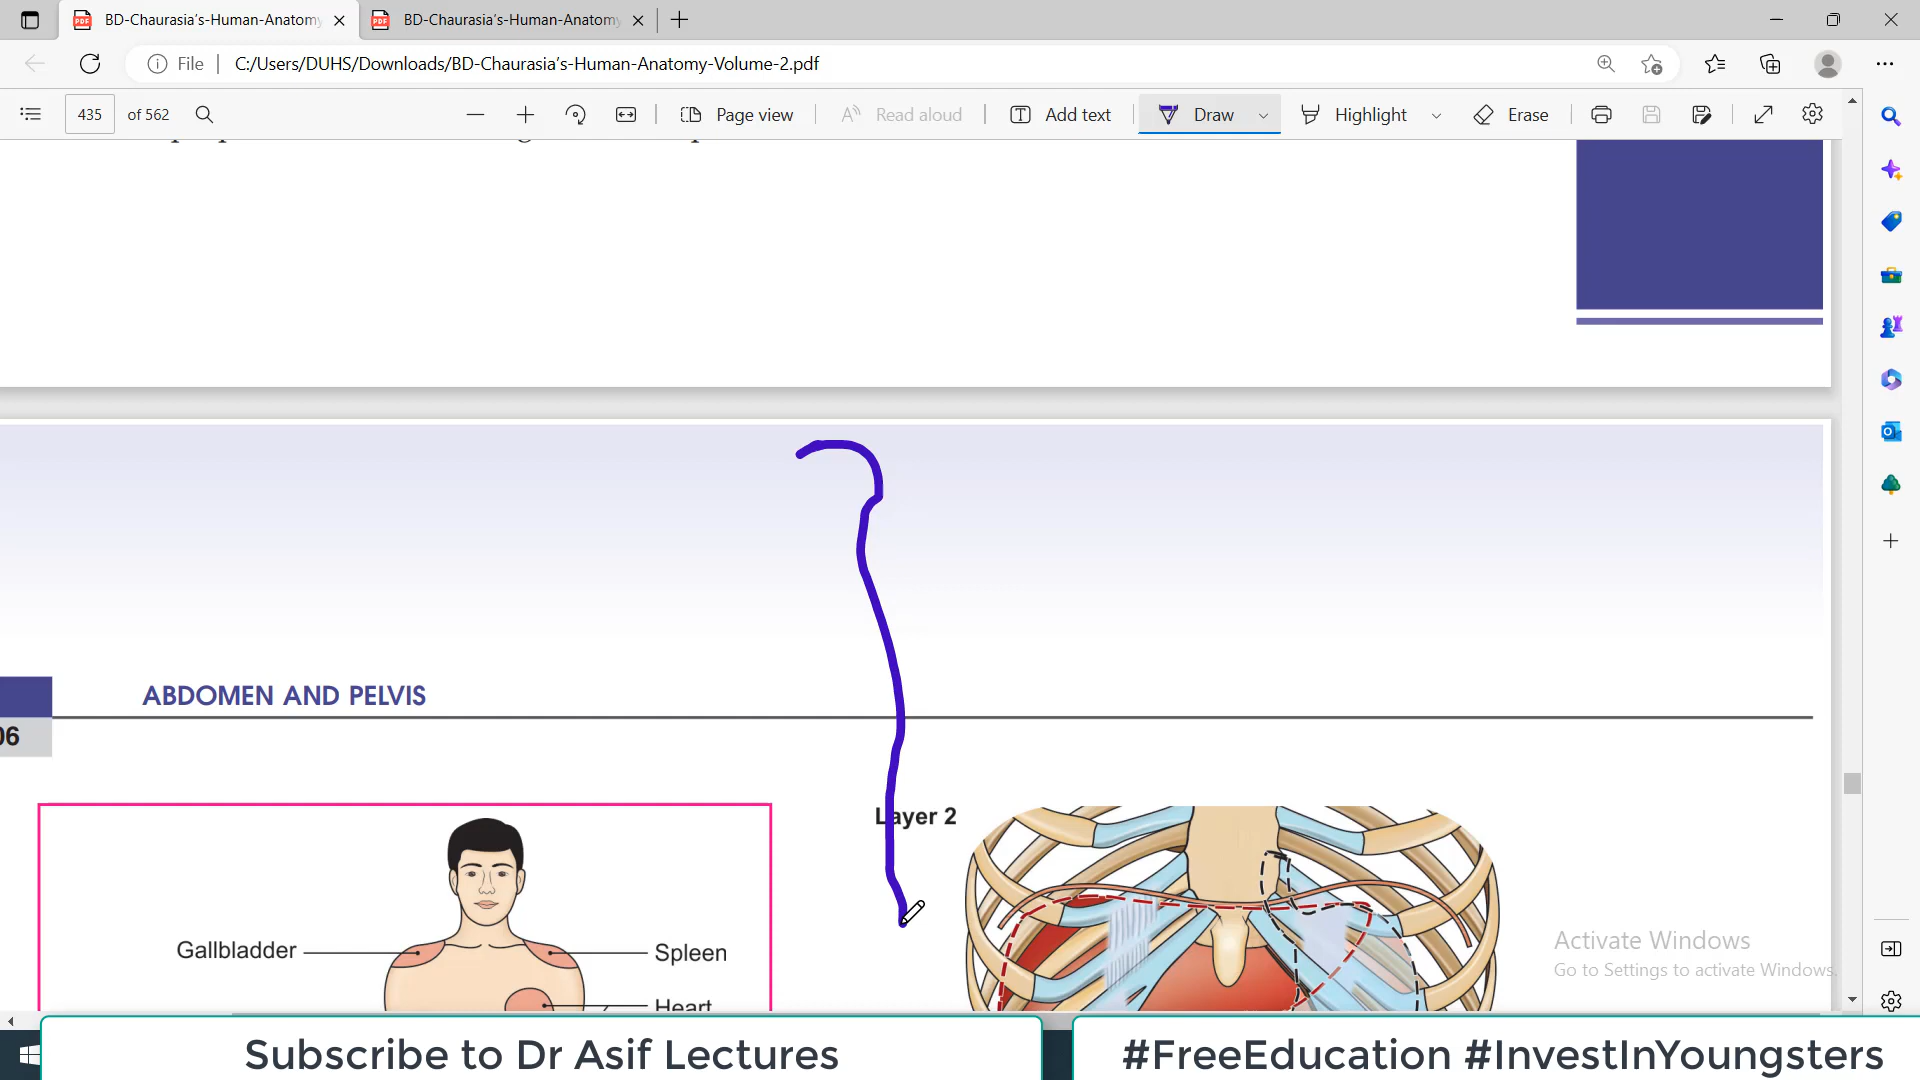 BD-Chaurasia's-Human-Anatomy
BD-Chaurasia's-Human-Anatomy
File
C:/Users/DUHS/Downloads/BD-Chaurasia's-Human-Anatomy-Volume-2.pdf
435 of 562
Page view
Read aloud
Add text
Draw
Highlight
Erase
ABDOMEN AND PELVIS
06
Layer 2
Gallbladder
Spleen
Heart
Activate Windows
Go to Settings to activate Windows.
Subscribe to Dr Asif Lectures
#FreeEducation #InvestInYoungsters